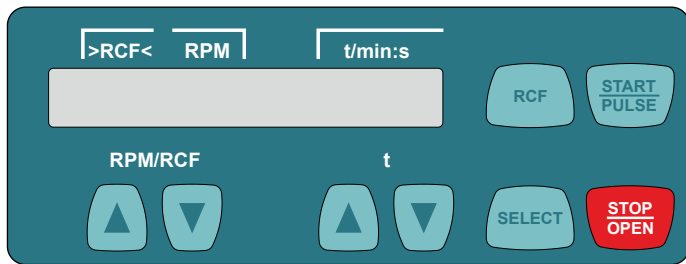 >RCF< RPM t/min:s
RCF
START
PULSE
RPM/RCF t
SELECT
STOP
OPEN